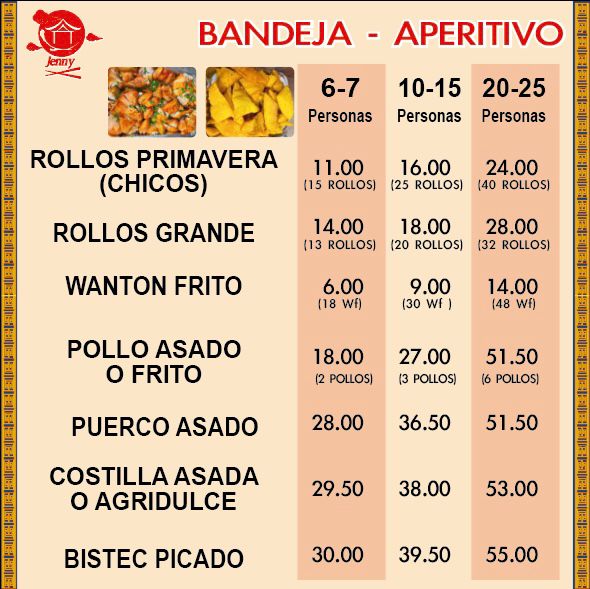 Jenny
BANDEJA - APERITIVO
6-7 10-15 20-25
Personas Personas Personas
ROLLOS PRIMAVERA
(CHICOS)
11.00 16.00 24.00
(15 ROLLOS) (25 ROLLOS) (40 ROLLOS)
ROLLOS GRANDE
14.00 18.00 28.00
(13 ROLLOS) (20 ROLLOS) (32 ROLLOS)
WANTON FRITO
6.00 9.00 14.00
(18 Wf) (30 Wf ) (48 Wf)
POLLO ASADO
O FRITO
18.00 27.00 51.50
(2 POLLOS) (3 POLLOS) (6 POLLOS)
PUERCO ASADO 28.00 36.50 51.50
COSTILLA ASADA
O AGRIDULCE
29.50 38.00 53.00
BISTEC PICADO 30.00 39.50 55.00